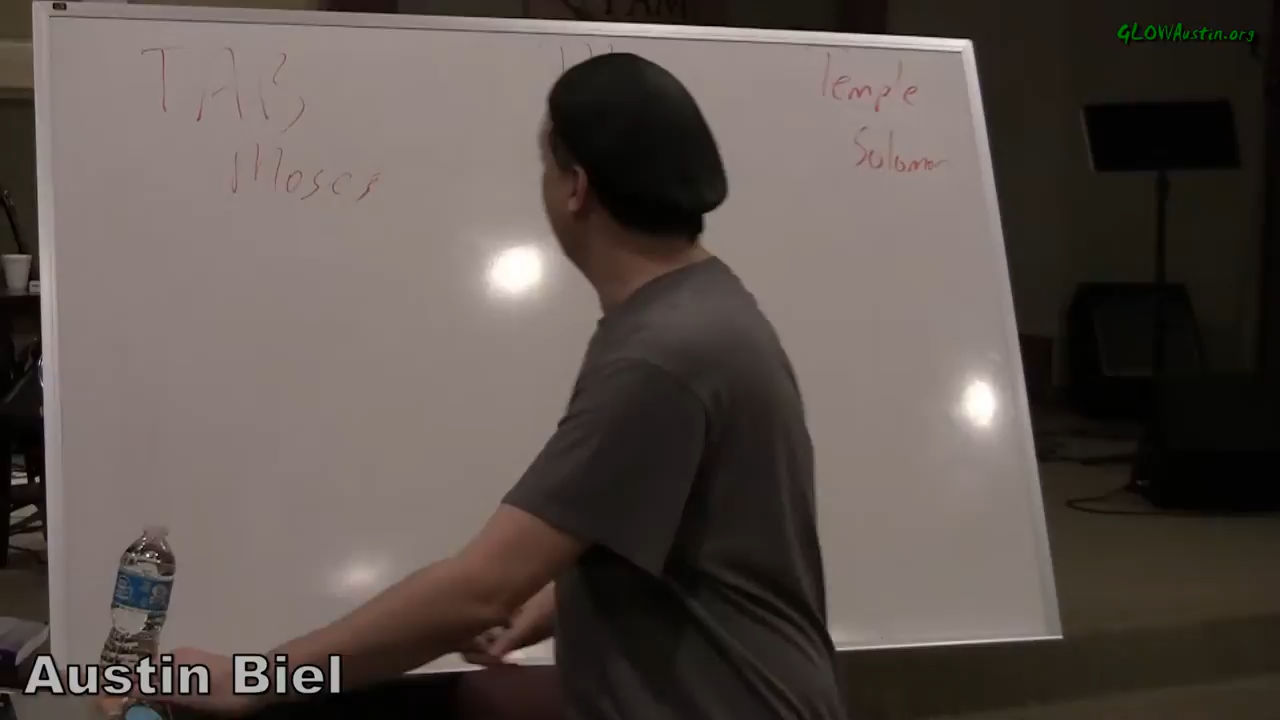 GLOWAustin.org
TAB
Moses
Temple
Solomon
Austin Biel